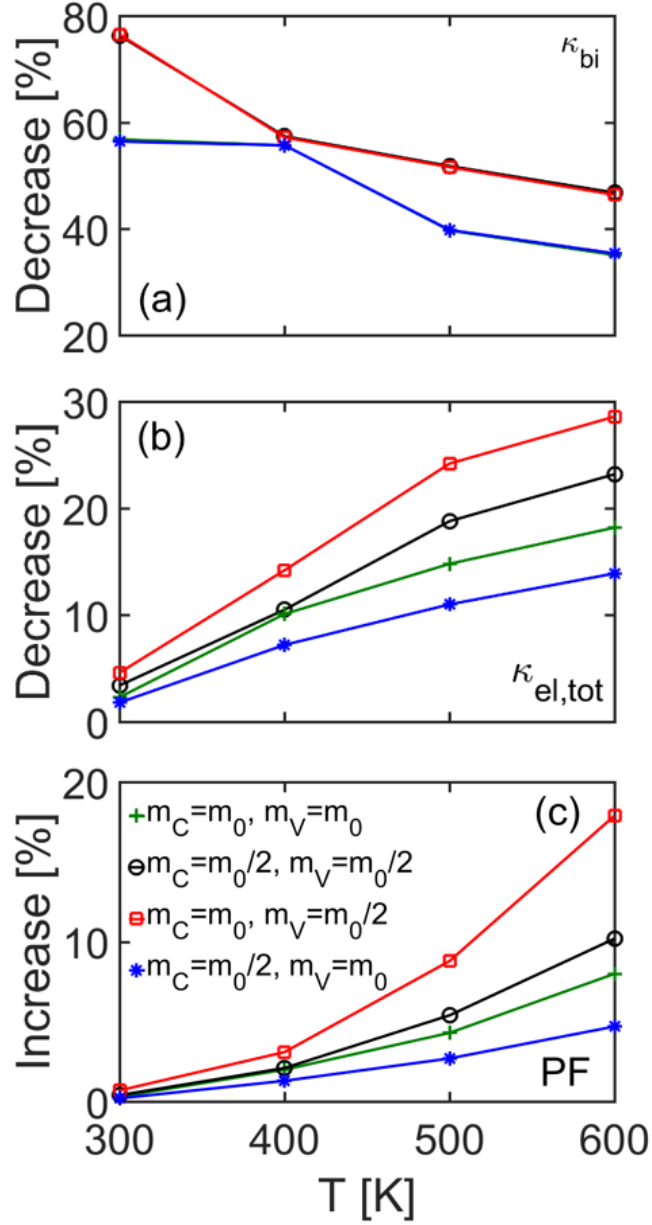 80
60
40
20
Decrease [%]
κbi
(a)
30
20
10
0
Decrease [%]
(b)
κel,tot
20
10
0
Increase [%]
(c)
mC=m0, mV=m0
mC=m0/2, mV=m0/2
mC=m0, mV=m0/2
mC=m0/2, mV=m0
PF
300 400 500 600
T [K]